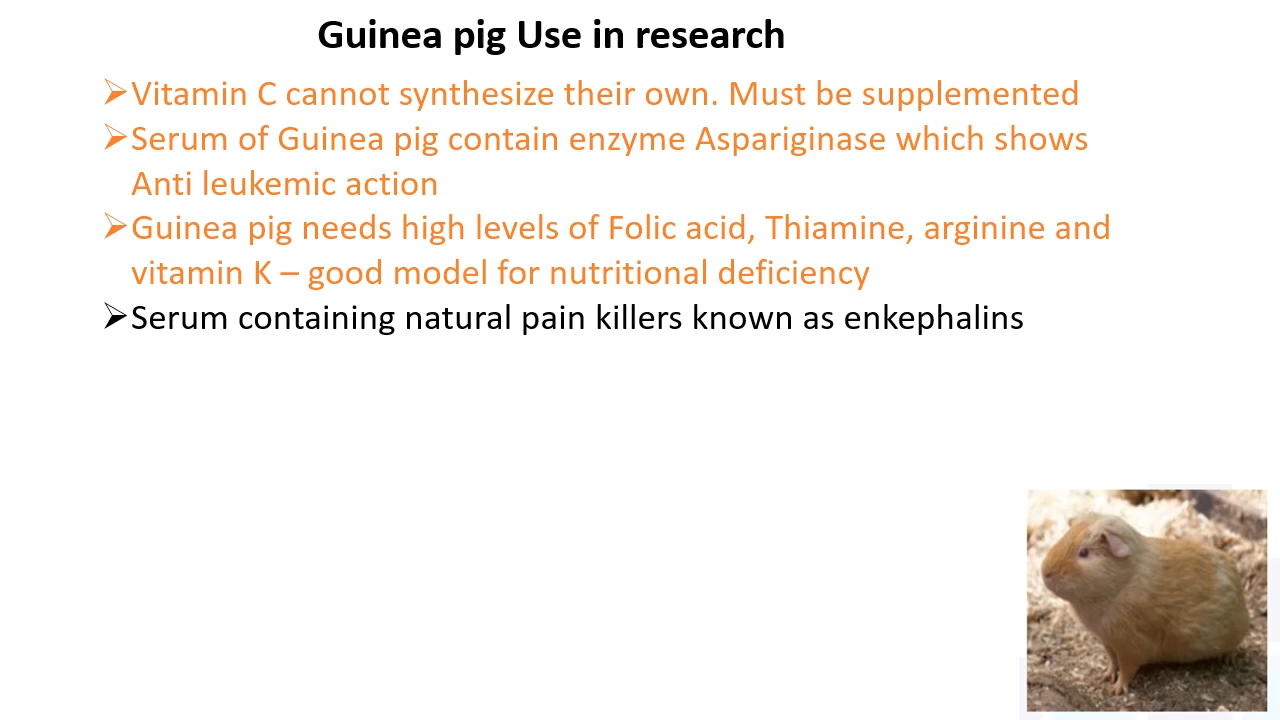 Guinea pig Use in research
➢Vitamin C cannot synthesize their own. Must be supplemented
➢Serum of Guinea pig contain enzyme Aspariginase which shows
Anti leukemic action
➢Guinea pig needs high levels of Folic acid, Thiamine, arginine and
vitamin K – good model for nutritional deficiency
➢Serum containing natural pain killers known as enkephalins